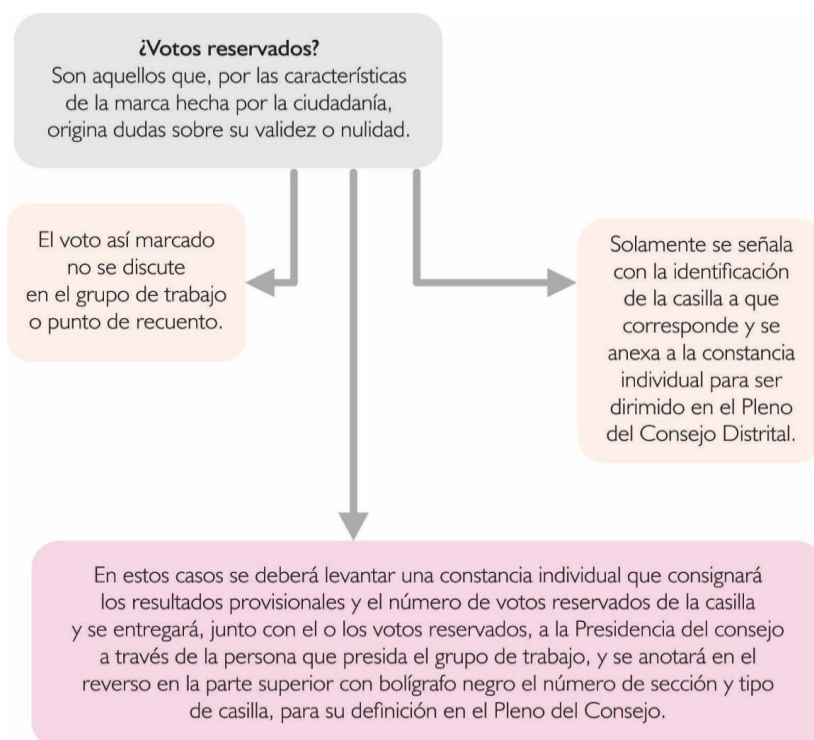 ¿Votos reservados?
Son aquellos que, por las características
de la marca hecha por la ciudadanía,
origina dudas sobre su validez o nulidad.
El voto así marcado
no se discute
en el grupo de trabajo
o punto de recuento.
Solamente se señala
con la identificación
de la casilla a que
corresponde y se
anexa a la constancia
individual para ser
dirimido en el Pleno
del Consejo Distrital.
En estos casos se deberá levantar una constancia individual que consignará
los resultados provisionales y el número de votos reservados de la casilla
y se entregará, junto con el o los votos reservados, a la Presidencia del consejo
a través de la persona que presida el grupo de trabajo, y se anotará en el
reverso en la parte superior con bolígrafo negro el número de sección y tipo
de casilla, para su definición en el Pleno del Consejo.